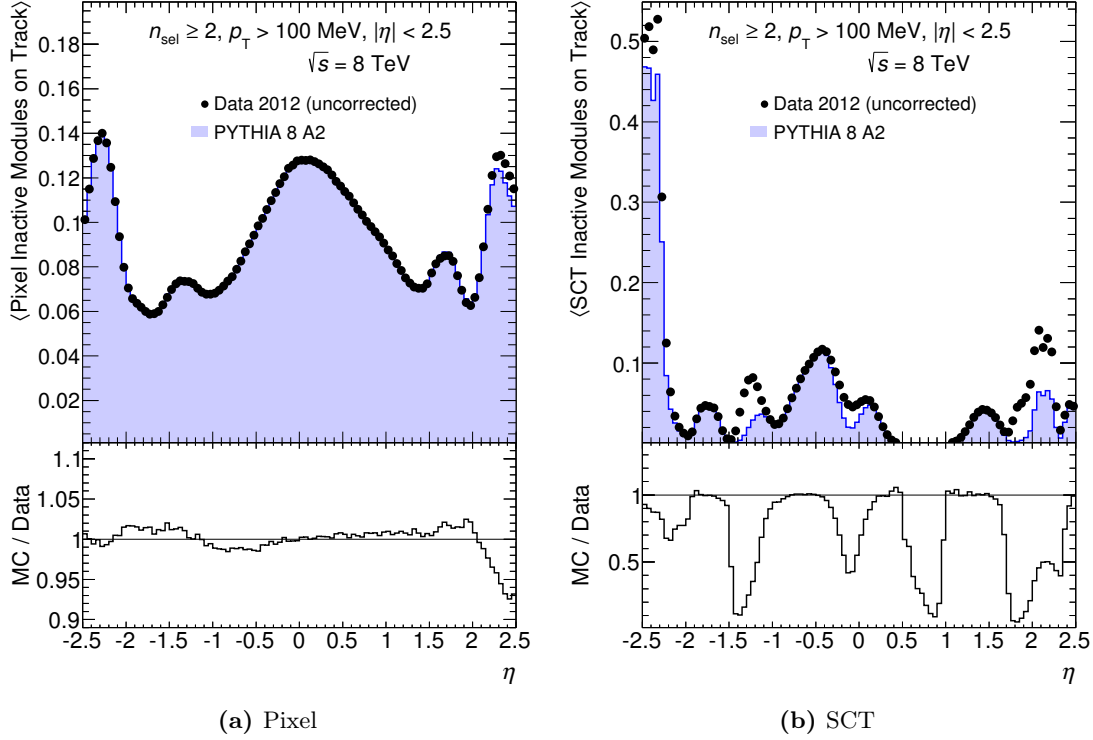 ⟨Pixel Inactive Modules on Track⟩
0.18
0.16
0.14
0.12
0.1
0.08
0.06
0.04
0.02
n_sel ≥ 2, p_T > 100 MeV, |η| < 2.5
√s = 8 TeV
Data 2012 (uncorrected)
PYTHIA 8 A2
MC / Data
1.1
1.05
1
0.95
0.9
-2.5 -2 -1.5 -1 -0.5 0 0.5 1 1.5 2 2.5
η
(a) Pixel
⟨SCT Inactive Modules on Track⟩
0.5
0.4
0.3
0.2
0.1
n_sel ≥ 2, p_T > 100 MeV, |η| < 2.5
√s = 8 TeV
Data 2012 (uncorrected)
PYTHIA 8 A2
MC / Data
1
0.5
-2.5 -2 -1.5 -1 -0.5 0 0.5 1 1.5 2 2.5
η
(b) SCT